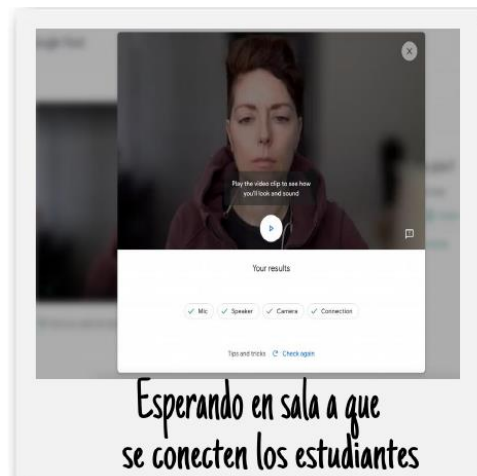 Play the video clip to see how
you'll look and sound
Your results
Mic Speaker Camera Connection
Tips and tricks Check again
Esperando en sala a que
se conecten los estudiantes